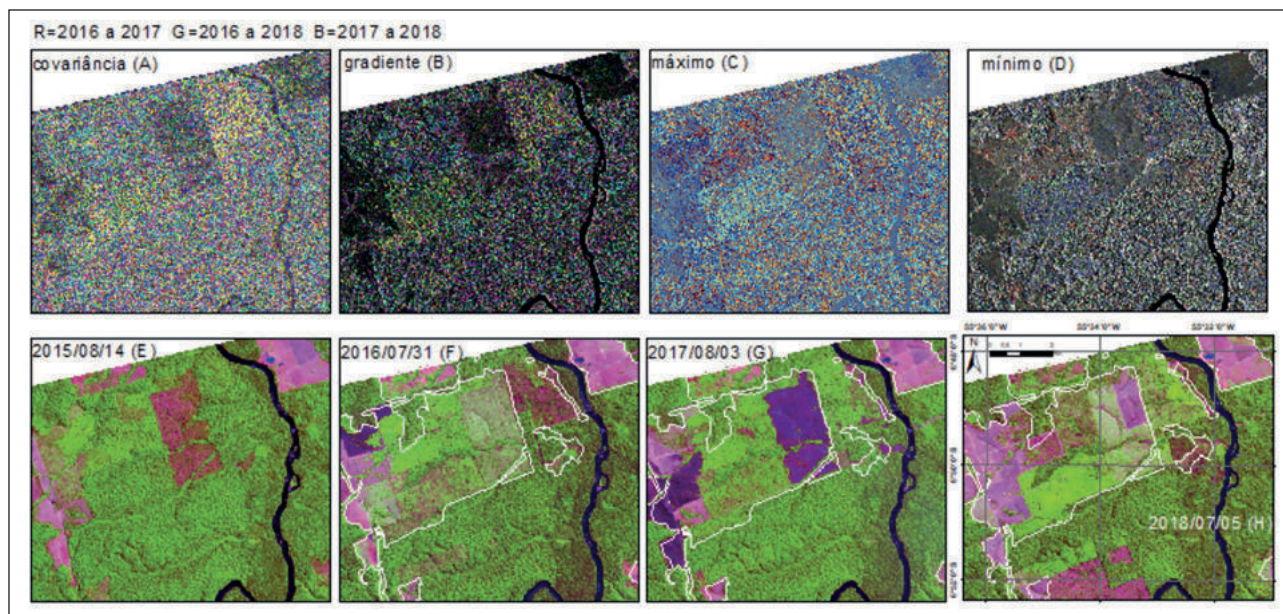 R=2016 a 2017 G=2016 a 2018 B=2017 a 2018
covariância (A)
gradiente (B)
máximo (C)
mínimo (D)
2015/08/14 (E)
2016/07/31 (F)
2017/08/03 (G)
N
2018/07/05 (H)